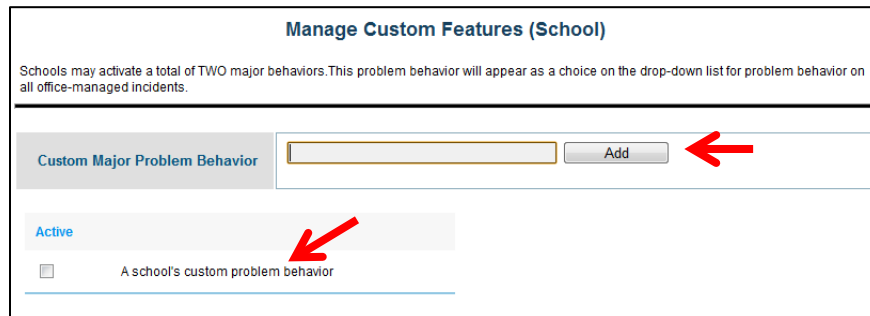 Manage Custom Features (School)
Schools may activate a total of TWO major behaviors.This problem behavior will appear as a choice on the drop-down list for problem behavior on
all office-managed incidents.
Custom Major Problem Behavior
Add
Active
A school's custom problem behavior